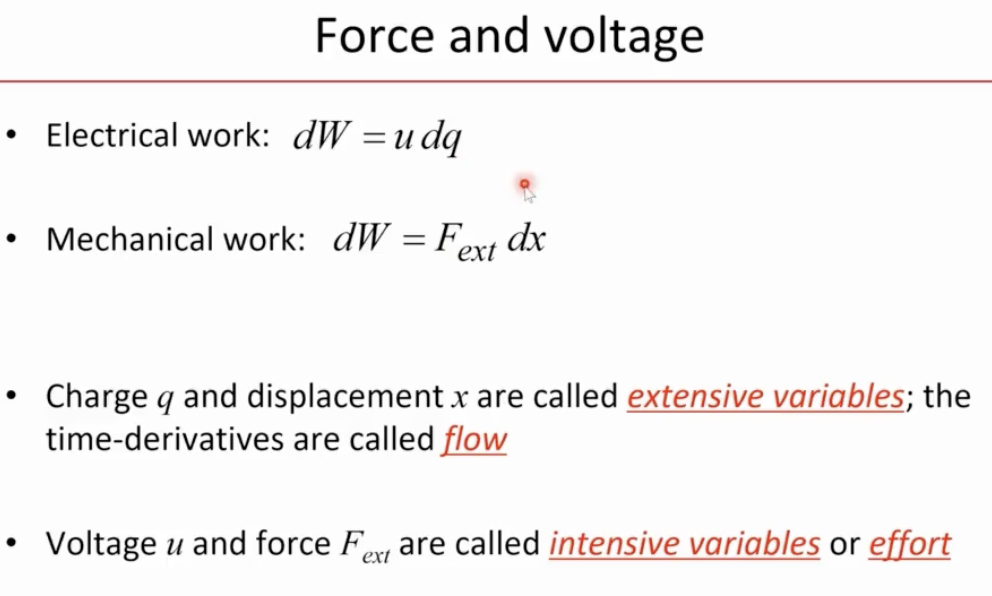 Force and voltage
• Electrical work: dW = u dq
• Mechanical work: dW = F_ext dx
• Charge q and displacement x are called extensive variables; the
time-derivatives are called flow
• Voltage u and force F_ext are called intensive variables or effort